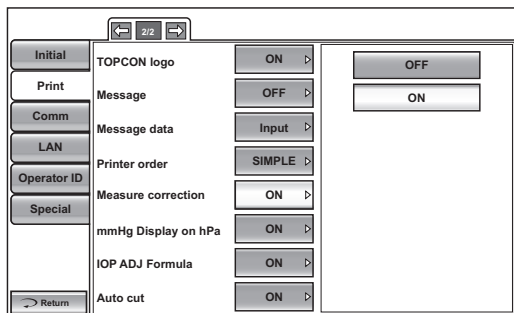 2/2
Initial
Print
Comm
LAN
Operator ID
Special
Return
TOPCON logo ON
Message OFF
Message data Input
Printer order SIMPLE
Measure correction ON
mmHg Display on hPa ON
IOP ADJ Formula ON
Auto cut ON
OFF
ON